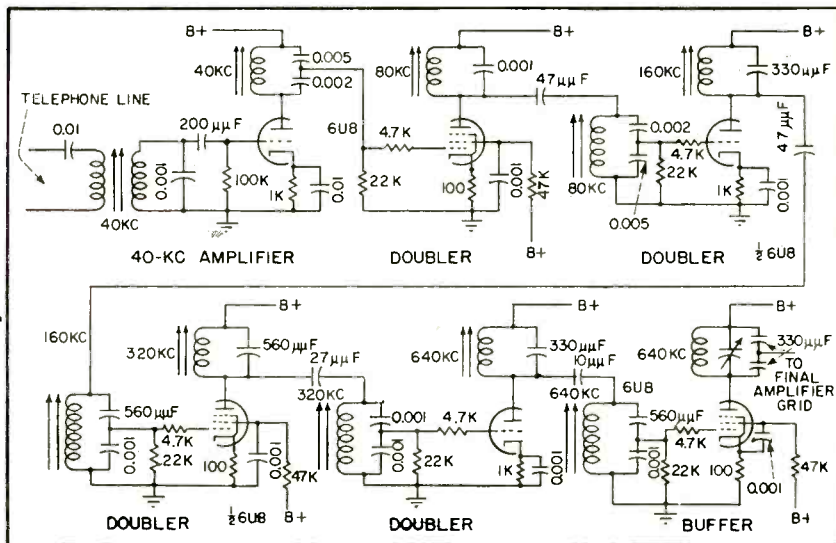 B+
B+
B+
40KC
0.005
0.002
80KC
0.001
160KC
330µµF
TELEPHONE LINE
47µµF
47µµF
0.01
200µµF
6U8
4.7K
0.002
4.7K
0.001
100K
1K
0.01
22K
100
0.001
47K
80KC
22K
1K
0.001
40KC
0.005
B+
40-KC AMPLIFIER
DOUBLER
DOUBLER
½ 6U8
B+
B+
B+
160KC
320KC
560µµF
27µµF
640KC
330µµF
10µµF
640KC
330µµF
TO
FINAL
AMPLIFIER
GRID
320KC
640KC
6U8
560µµF
0.001
4.7K
560µµF
4.7K
0.001
22K
100
0.001
47K
0.001
22K
1K
0.001
4.7K
0.001
22K
100
0.001
47K
B+
B+
DOUBLER
½ 6U8
DOUBLER
BUFFER